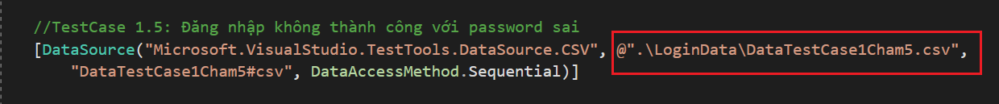 //TestCase 1.5: Đăng nhập không thành công với password sai
[DataSource("Microsoft.VisualStudio.TestTools.DataSource.CSV", @".\LoginData\DataTestCase1Cham5.csv",
"DataTestCase1Cham5#csv", DataAccessMethod.Sequential)]